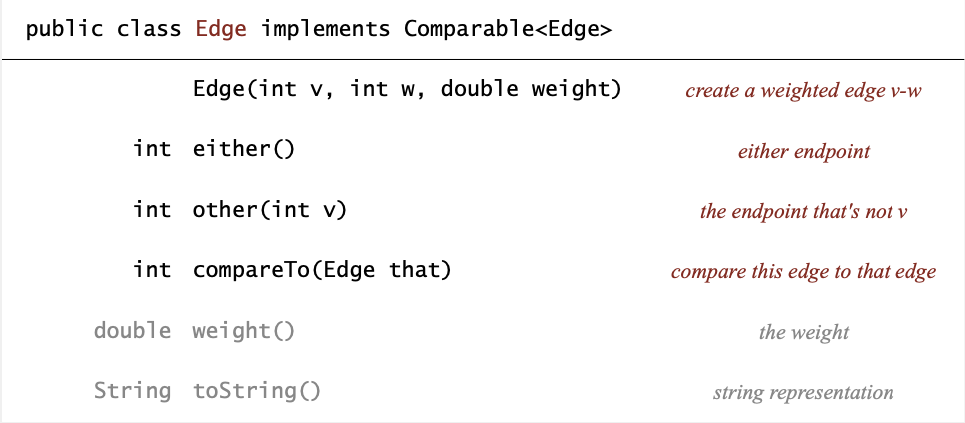 public class Edge implements Comparable<Edge>
Edge(int v, int w, double weight) create a weighted edge v-w
int either() either endpoint
int other(int v) the endpoint that's not v
int compareTo(Edge that) compare this edge to that edge
double weight() the weight
String toString() string representation